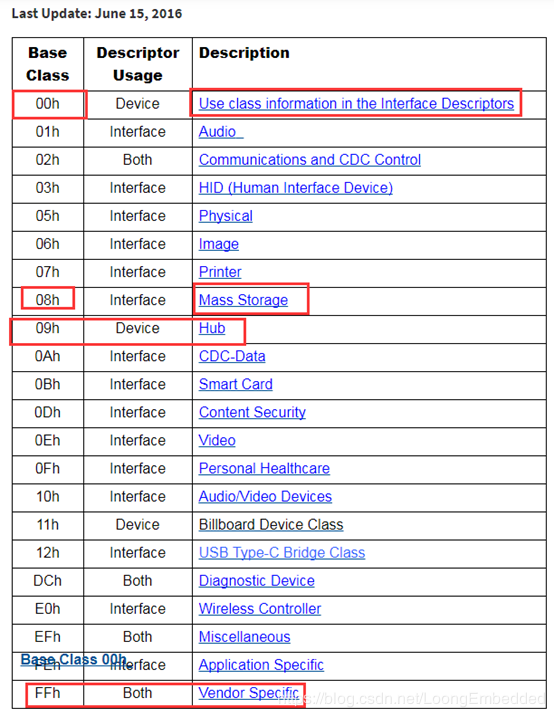 Last Update: June 15, 2016
Base Class Descriptor Usage Description
00h Device Use class information in the Interface Descriptors
01h Interface Audio
02h Both Communications and CDC Control
03h Interface HID (Human Interface Device)
05h Interface Physical
06h Interface Image
07h Interface Printer
08h Interface Mass Storage
09h Device Hub
0Ah Interface CDC-Data
0Bh Interface Smart Card
0Dh Interface Content Security
0Eh Interface Video
0Fh Interface Personal Healthcare
10h Interface Audio/Video Devices
11h Device Billboard Device Class
12h Interface USB Type-C Bridge Class
DCh Both Diagnostic Device
E0h Interface Wireless Controller
EFh Both Miscellaneous
Base Class 00h
FEh Interface Application Specific
FFh Both Vendor Specific
https://blog.csdn.net/LoongEmbedded